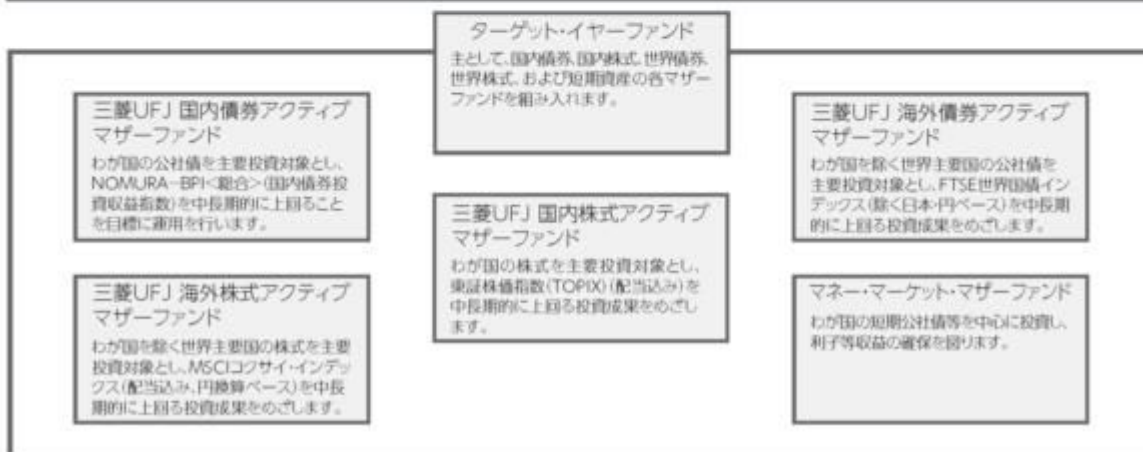 ターゲット・イヤーファンド
主として、国内債券、国内株式、世界債券、
世界株式、および短期資産の各マザー
ファンドを組み入れます。
三菱UFJ 国内債券アクティブ
マザーファンド
わが国の公社債を主要投資対象とし、
NOMURA-BPI<総合>(国内債券投
資収益指数)を中長期的に上回ること
を目標に運用を行います。
三菱UFJ 海外債券アクティブ
マザーファンド
わが国を除く世界主要国の公社債を
主要投資対象とし、FTSE世界国債イン
デックス(除く日本・円ベース)を中長期
的に上回る投資成果をめざします。
三菱UFJ 国内株式アクティブ
マザーファンド
わが国の株式を主要投資対象とし、
東証株価指数(TOPIX)(配当込み)を
中長期的に上回る投資成果をめざし
ます。
三菱UFJ 海外株式アクティブ
マザーファンド
わが国を除く世界主要国の株式を主要
投資対象とし、MSCIコクサイ・インデッ
クス(配当込み、円換算ベース)を中長
期的に上回る投資成果をめざします。
マネー・マーケット・マザーファンド
わが国の短期公社債等を中心に投資し、
利子等収益の確保を図ります。